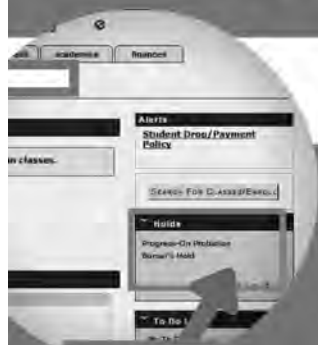 academics
finances
Alerts
Student Drop/Payment
Policy
classes.
SEARCH FOR CLASSES/ENROLL
Holds
Progress-On Probation
Bursar's Hold
To Do L